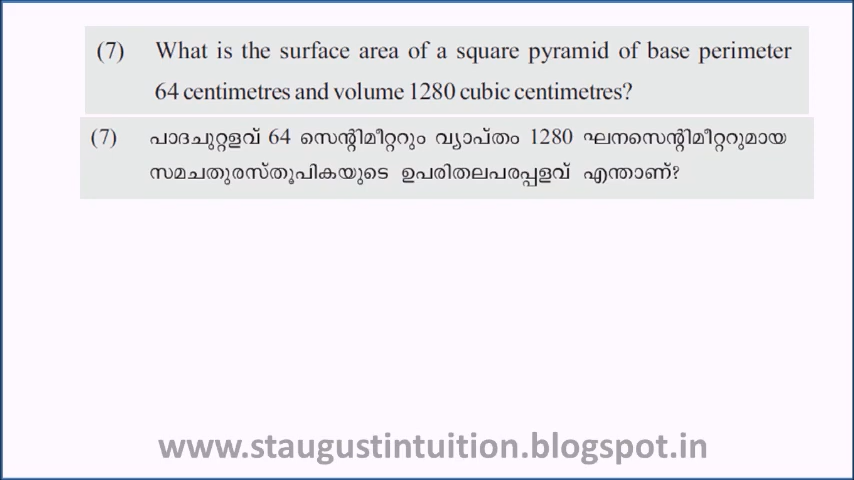 (7) What is the surface area of a square pyramid of base perimeter
64 centimetres and volume 1280 cubic centimetres?
(7) പാദചുറ്റളവ് 64 സെന്റിമീറ്ററും വ്യാപ്തം 1280 ഘനസെന്റിമീറ്ററുമായ
സമചതുരസ്തൂപികയുടെ ഉപരിതലപരപ്പളവ് എന്താണ്?
www.staugustintuition.blogspot.in